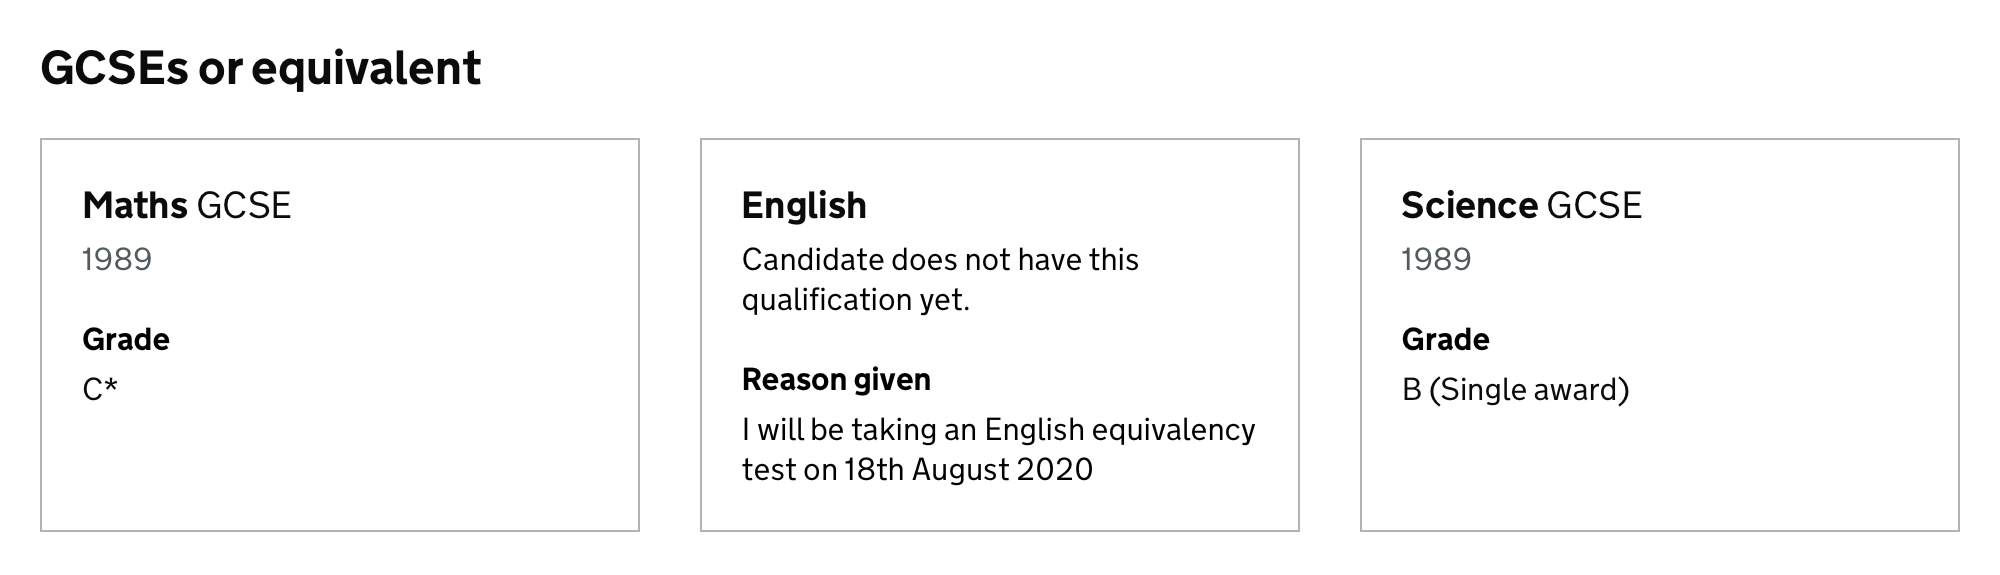 GCSEs or equivalent
Maths GCSE
1989
Grade
C*
English
Candidate does not have this
qualification yet.
Reason given
I will be taking an English equivalency
test on 18th August 2020
Science GCSE
1989
Grade
B (Single award)